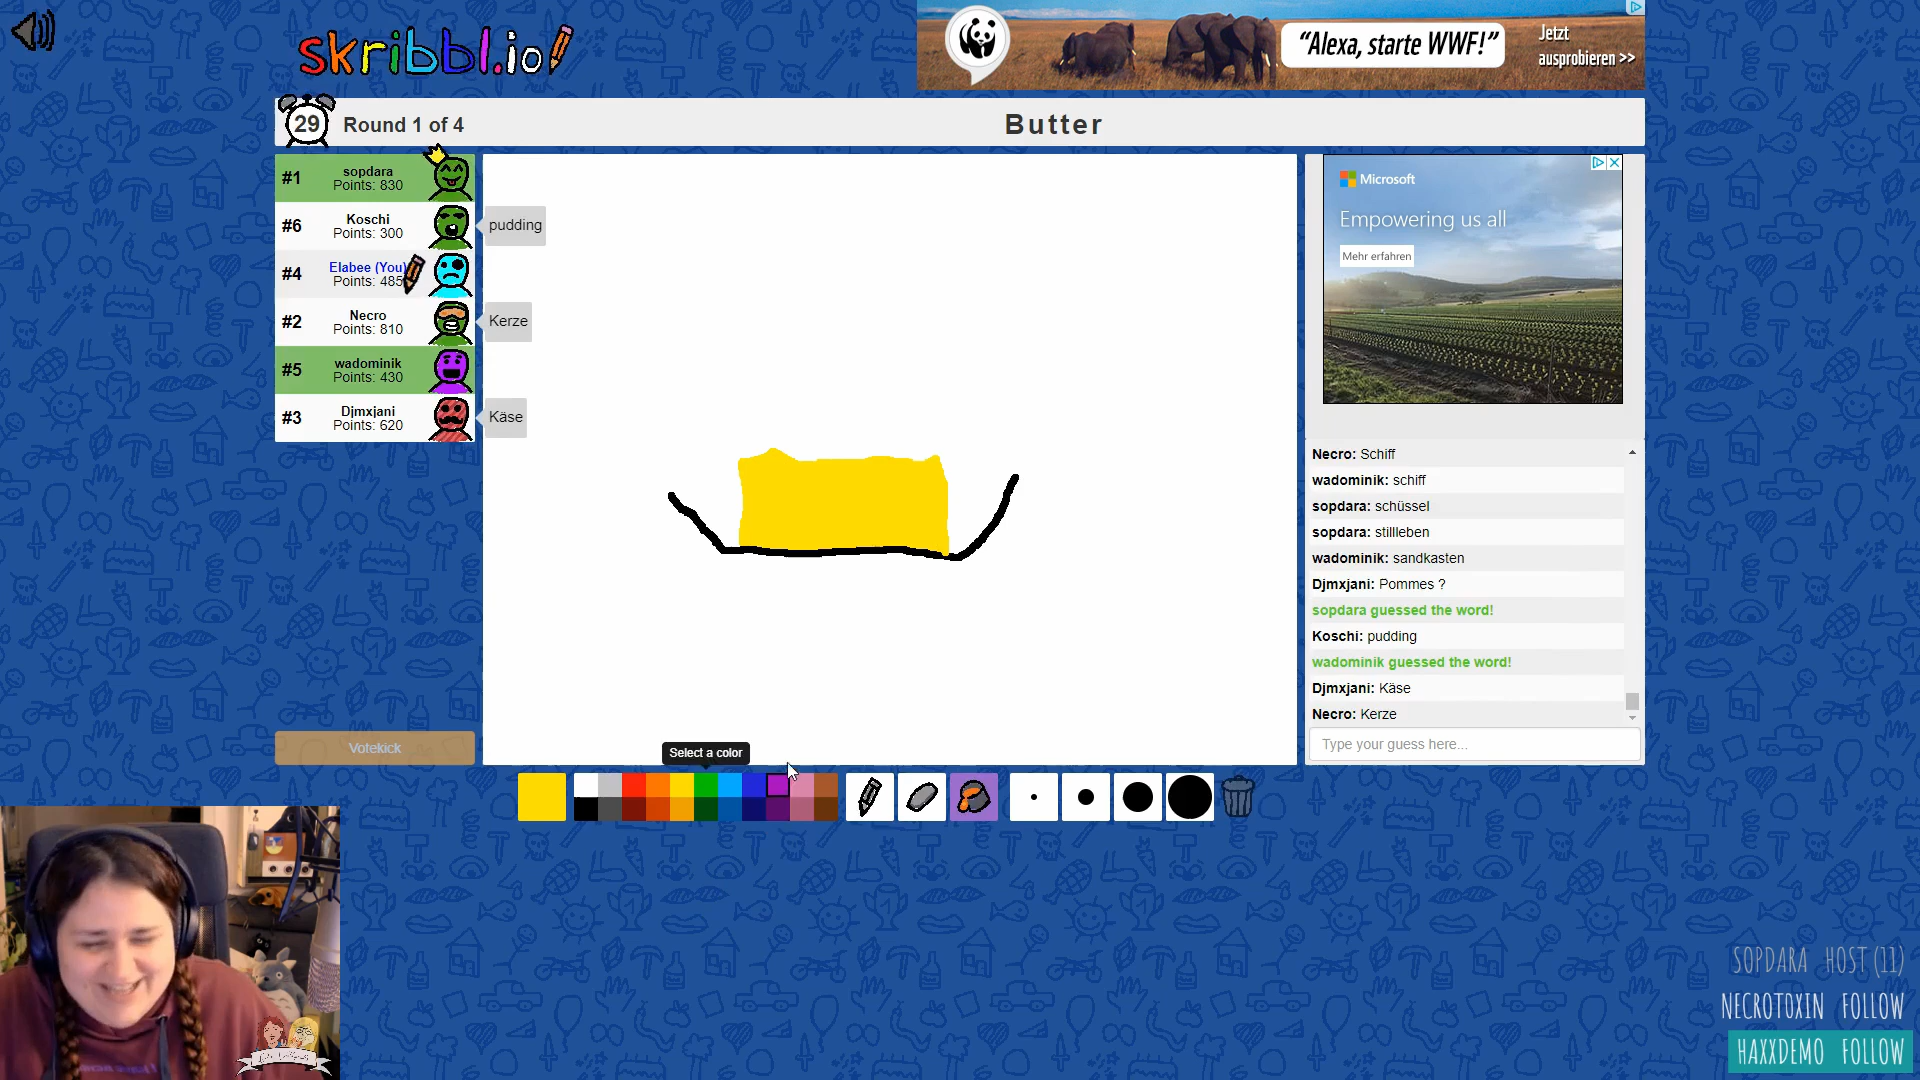 skribbl.io
"Alexa, starte WWF!"
Jetzt
ausprobieren >>
29
Round 1 of 4
Butter
#1
sopdara
Points: 830
#6
Koschi
Points: 300
pudding
#4
Elabee (You)
Points: 485
#2
Necro
Points: 810
Kerze
#5
wadominik
Points: 430
#3
Djmxjani
Points: 620
Käse
Microsoft
Empowering us all
Mehr erfahren
Necro: Schiff
wadominik: schiff
sopdara: schüssel
sopdara: stillleben
wadominik: sandkasten
Djmxjani: Pommes ?
sopdara guessed the word!
Koschi: pudding
wadominik guessed the word!
Djmxjani: Käse
Necro: Kerze
Type your guess here...
Votekick
Select a color
SOPDARA HOST (11)
NECROTOXIN FOLLOW
HAXXDEMO FOLLOW